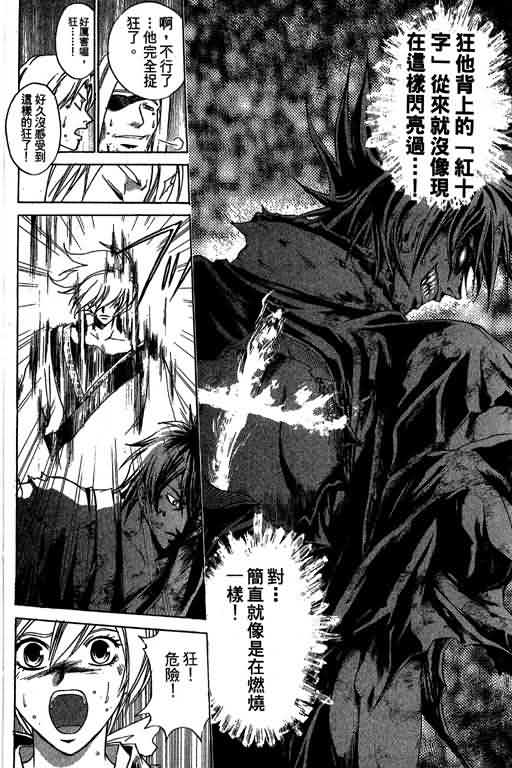 狂他背上的「紅十
字」從來就沒像現
在這樣閃亮過…！
對…
簡直就像是在燃燒
一樣！
啊，不行了
…他完全捉
狂了。
好厲害喔，
狂……！
好久沒感受到
這樣的狂了！
狂！
危險！